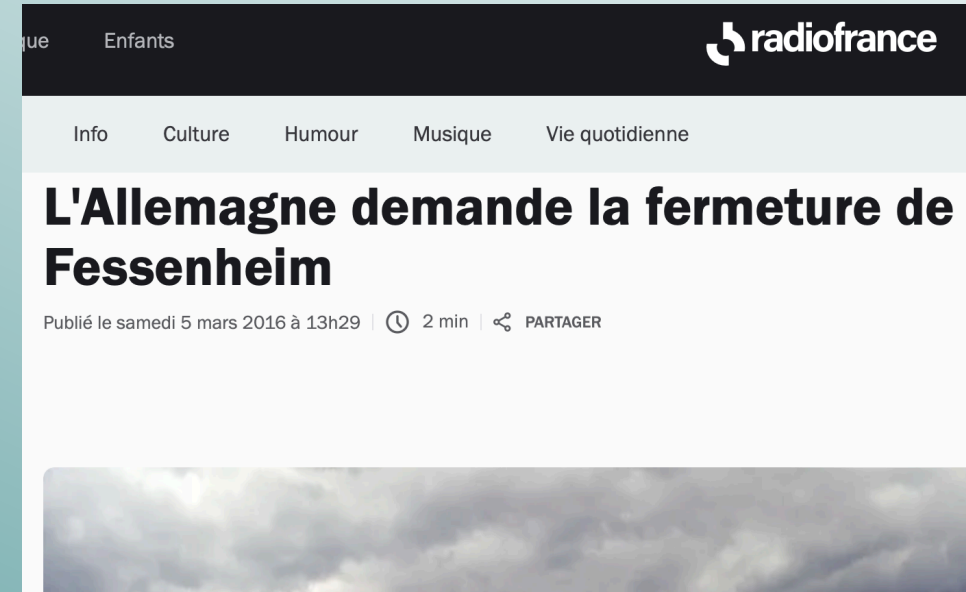 Enfants
radiofrance
Info Culture Humour Musique Vie quotidienne
L'Allemagne demande la fermeture de
Fessenheim
Publié le samedi 5 mars 2016 à 13h29 2 min PARTAGER